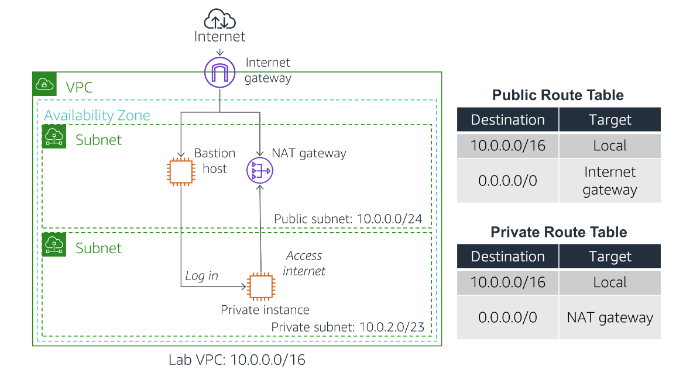 Internet
Internet
gateway
VPC
Availability Zone
Subnet
Bastion
host
NAT gateway
Public subnet: 10.0.0.0/24
Subnet
Access
internet
Log in
Private instance
Private subnet: 10.0.2.0/23
Lab VPC: 10.0.0.0/16
Public Route Table
Destination Target
10.0.0.0/16 Local
0.0.0.0/0 Internet
gateway
Private Route Table
Destination Target
10.0.0.0/16 Local
0.0.0.0/0 NAT gateway